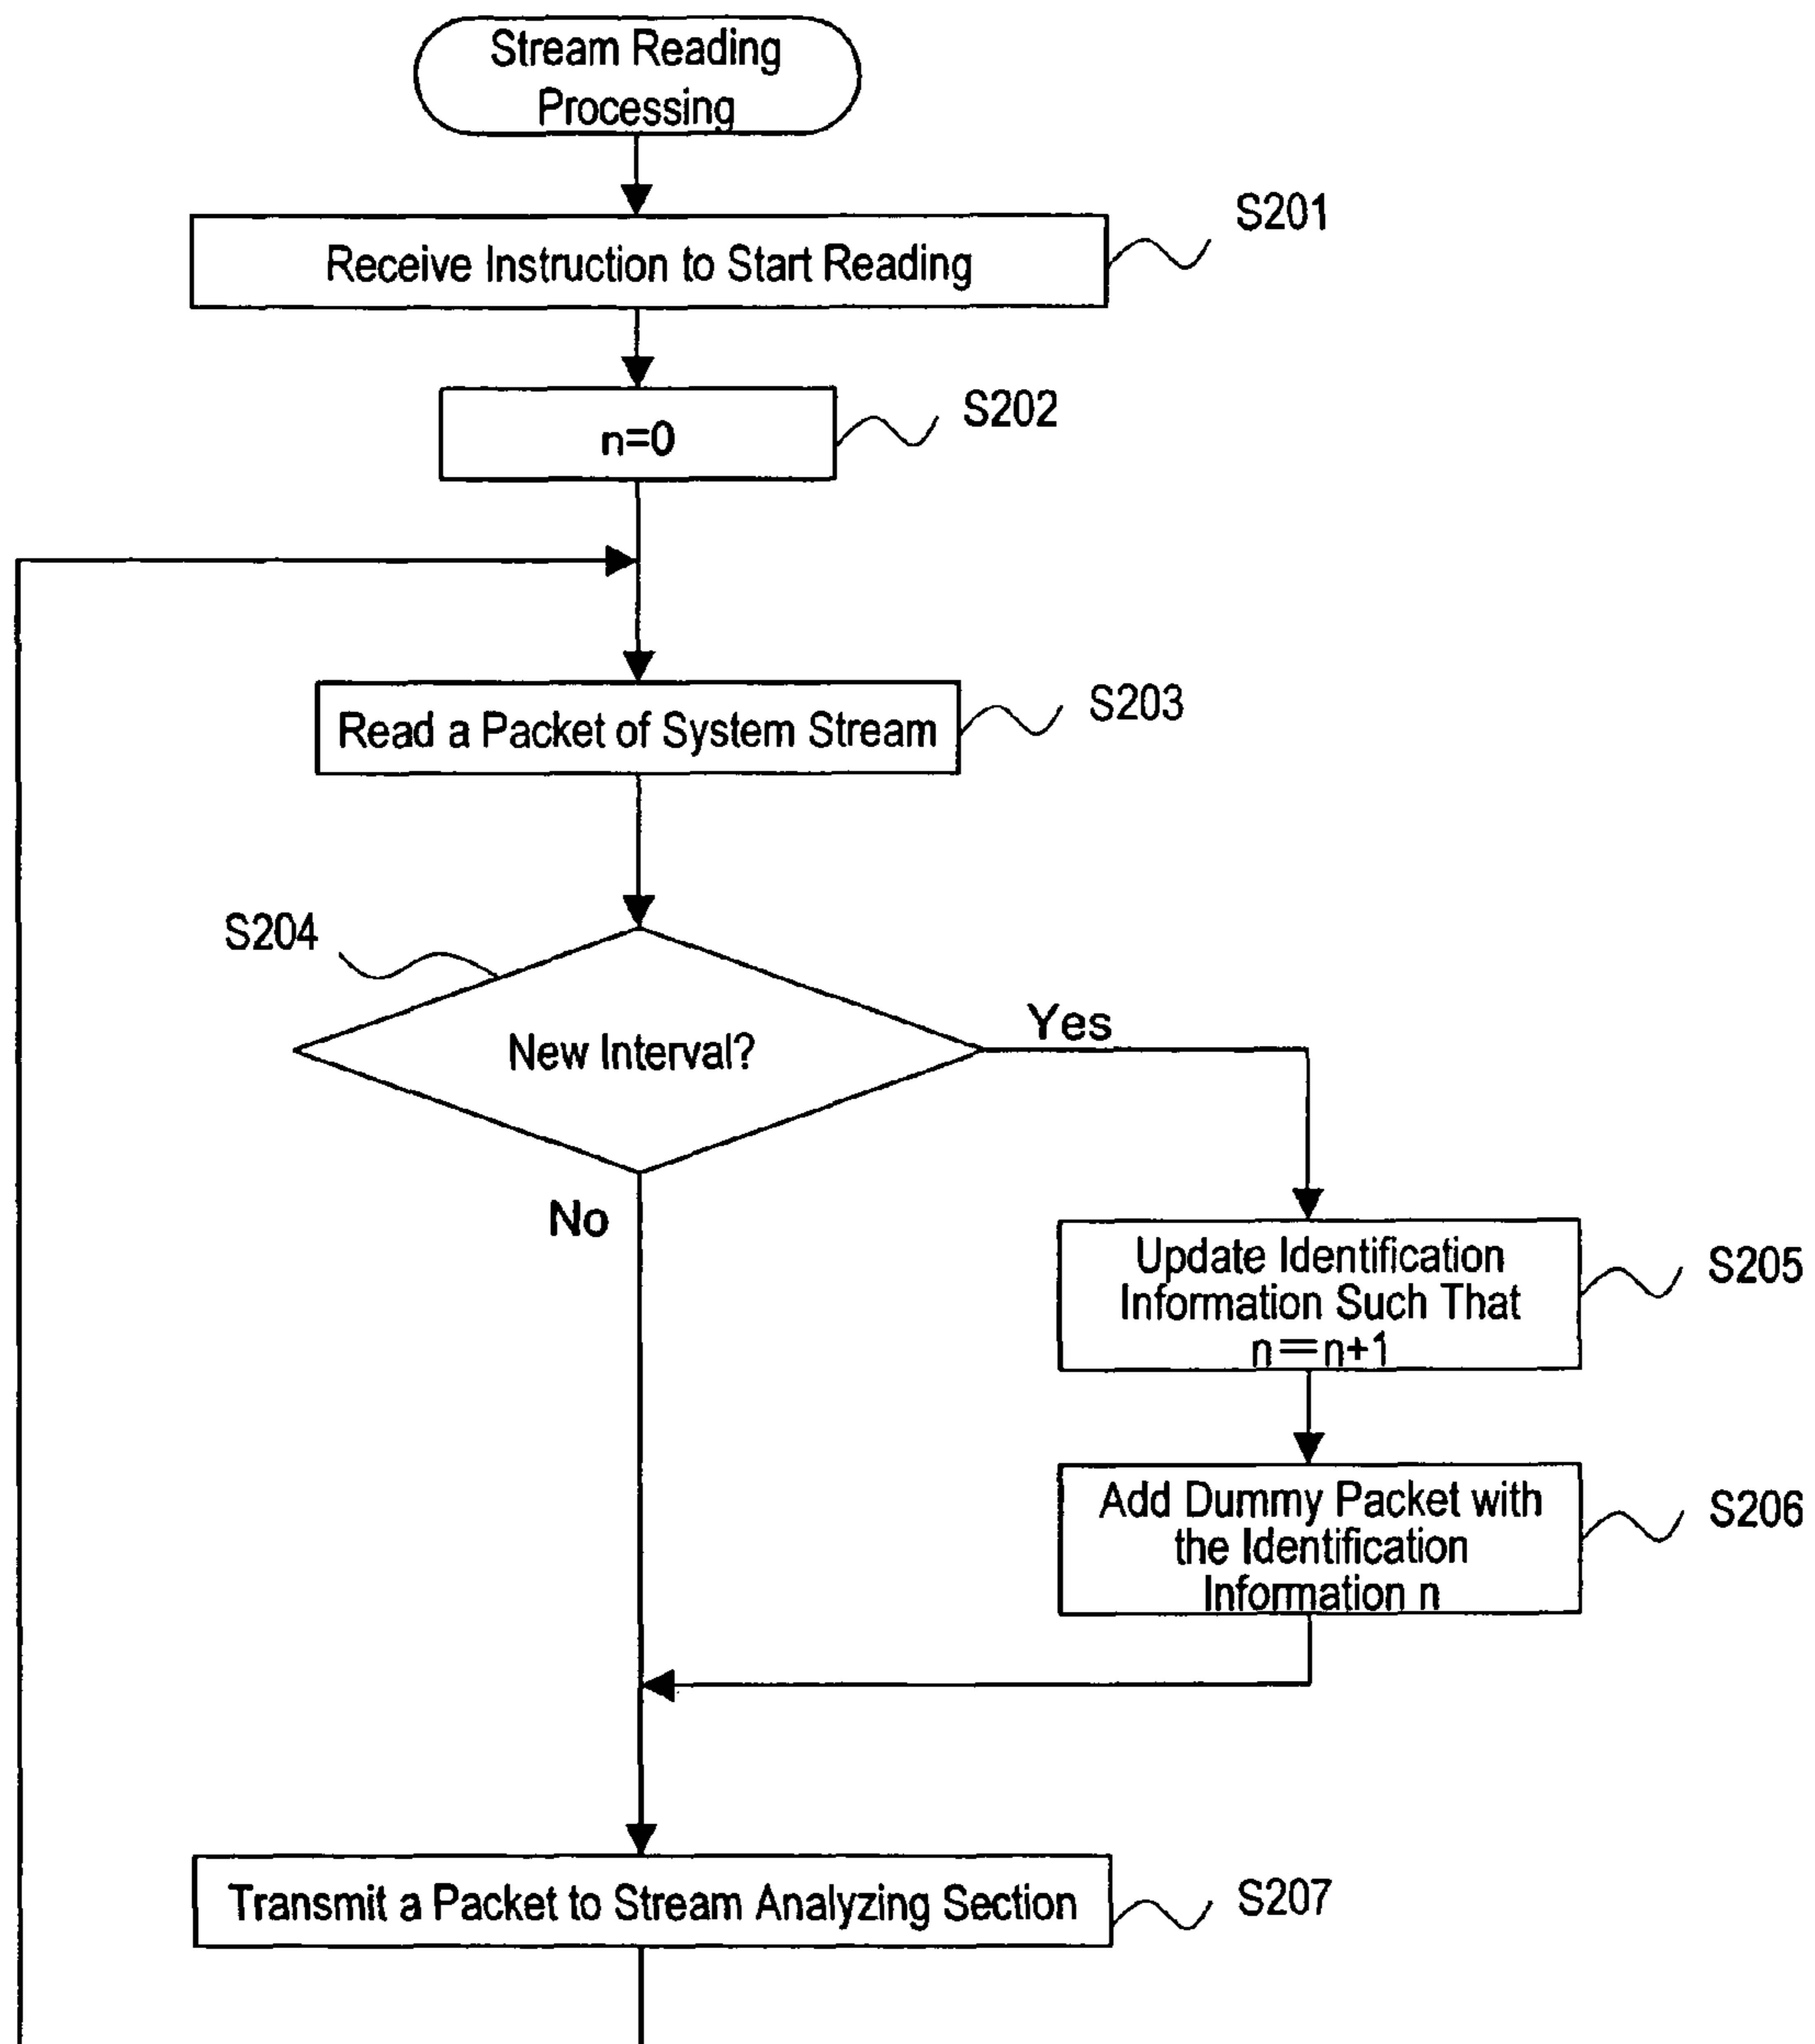 Stream Reading
Processing
S201
Receive Instruction to Start Reading
S202
n=0
S203
Read a Packet of System Stream
S204
New Interval?
Yes
No
Update Identification
Information Such That
n=n+1
S205
Add Dummy Packet with
the Identification
Information n
S206
Transmit a Packet to Stream Analyzing Section
S207